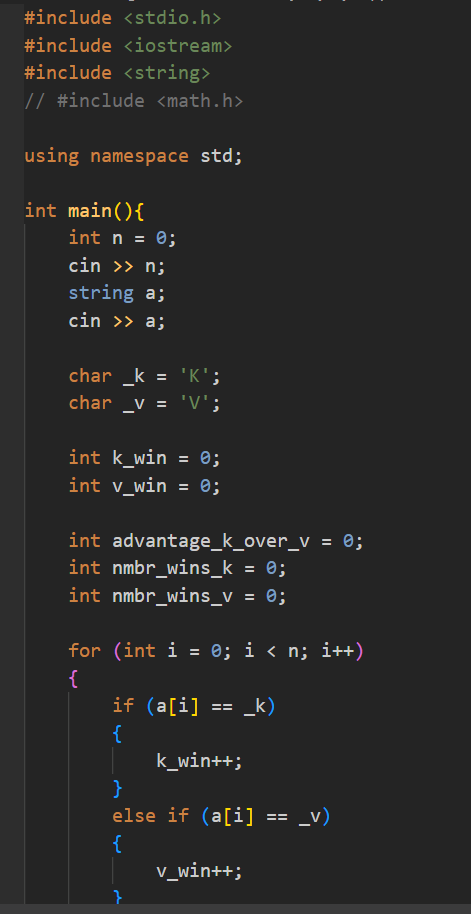 #include <stdio.h>
#include <iostream>
#include <string>
// #include <math.h>
using namespace std;
int main(){
int n = 0;
cin >> n;
string a;
cin >> a;
char _k = 'K';
char _v = 'V';
int k_win = 0;
int v_win = 0;
int advantage_k_over_v = 0;
int nmbr_wins_k = 0;
int nmbr_wins_v = 0;
for (int i = 0; i < n; i++)
{
if (a[i] == _k)
{
k_win++;
}
else if (a[i] == _v)
{
v_win++;
}